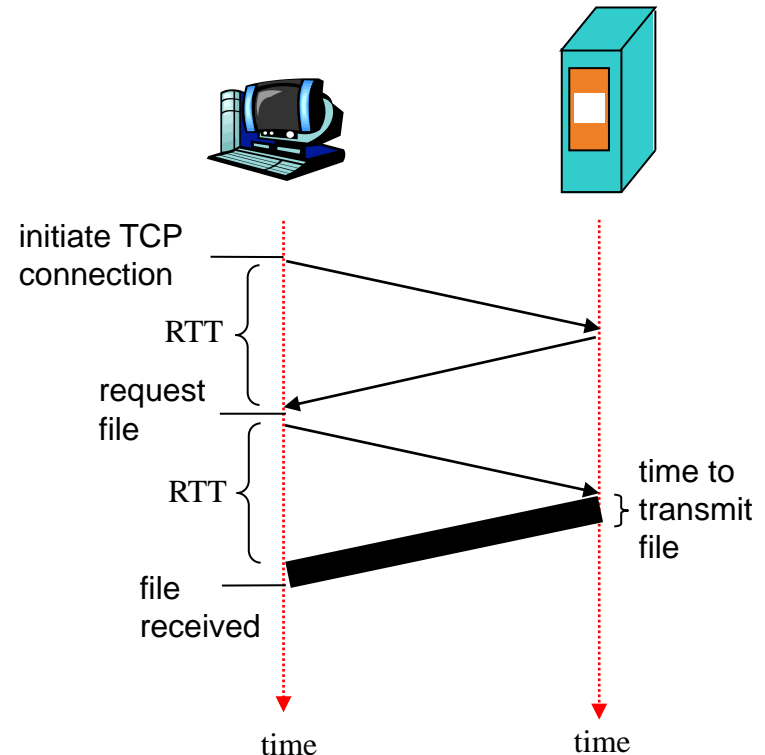 initiate TCP
connection
RTT
request
file
RTT
time to
transmit
file
file
received
time
time